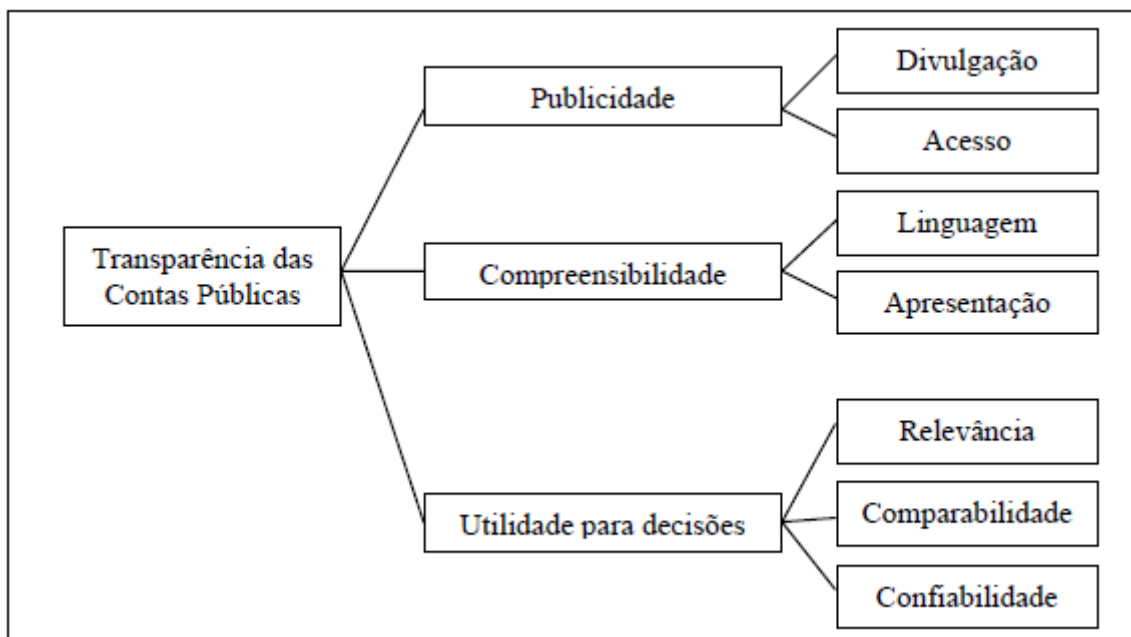 Transparência das
Contas Públicas
Publicidade
Divulgação
Acesso
Compreensibilidade
Linguagem
Apresentação
Utilidade para decisões
Relevância
Comparabilidade
Confiabilidade